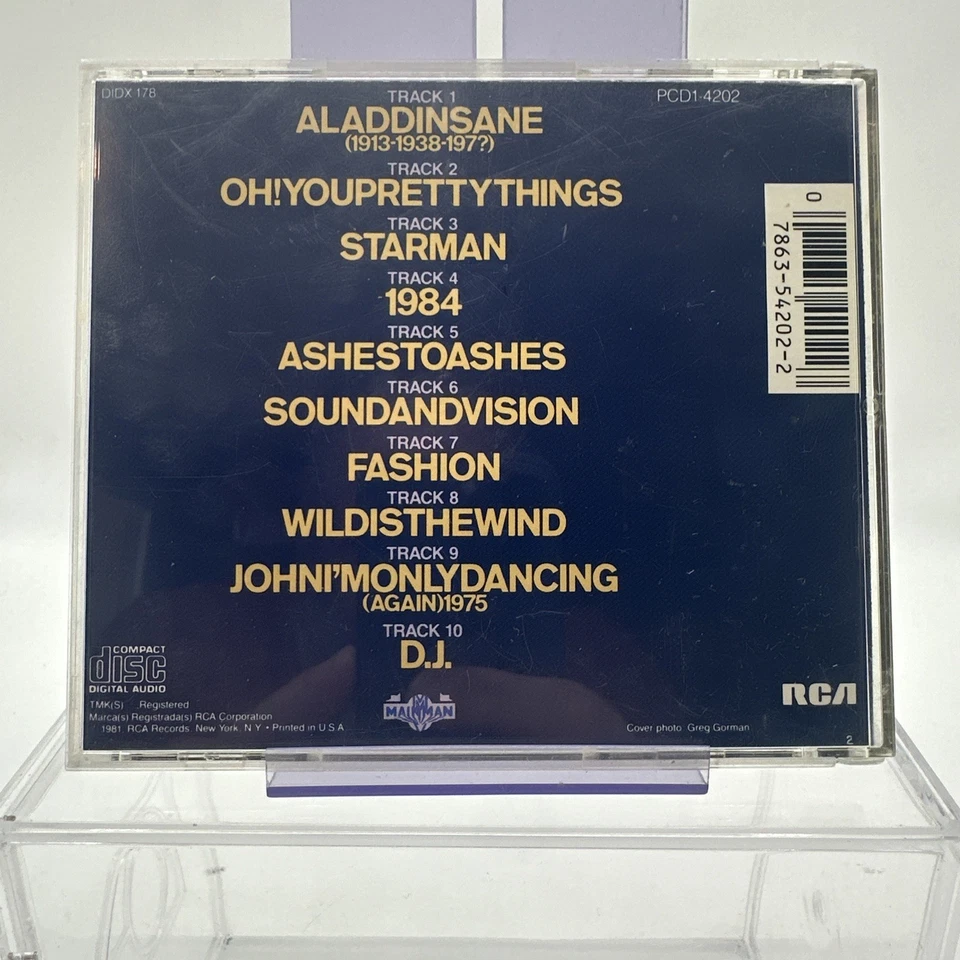 DIDX 178
PCD1-4202
TRACK 1
ALADDINSANE
(1913-1938-197?)
TRACK 2
OH!YOUPRETTYTHINGS
TRACK 3
STARMAN
TRACK 4
1984
TRACK 5
ASHESTOASHES
TRACK 6
SOUNDANDVISION
TRACK 7
FASHION
TRACK 8
WILDISTHEWIND
TRACK 9
JOHNI'MONLYDANCING
(AGAIN)1975
TRACK 10
D.J.
0 7863-54202-2
COMPACT
disc
DIGITAL AUDIO
TMK(S) Registered
Marca(s) Registrada(s) RCA Corporation
1981 RCA Records, New York, N.Y. • Printed in U.S.A.
MAINMAN
Cover photo Greg Gorman
RCA
2